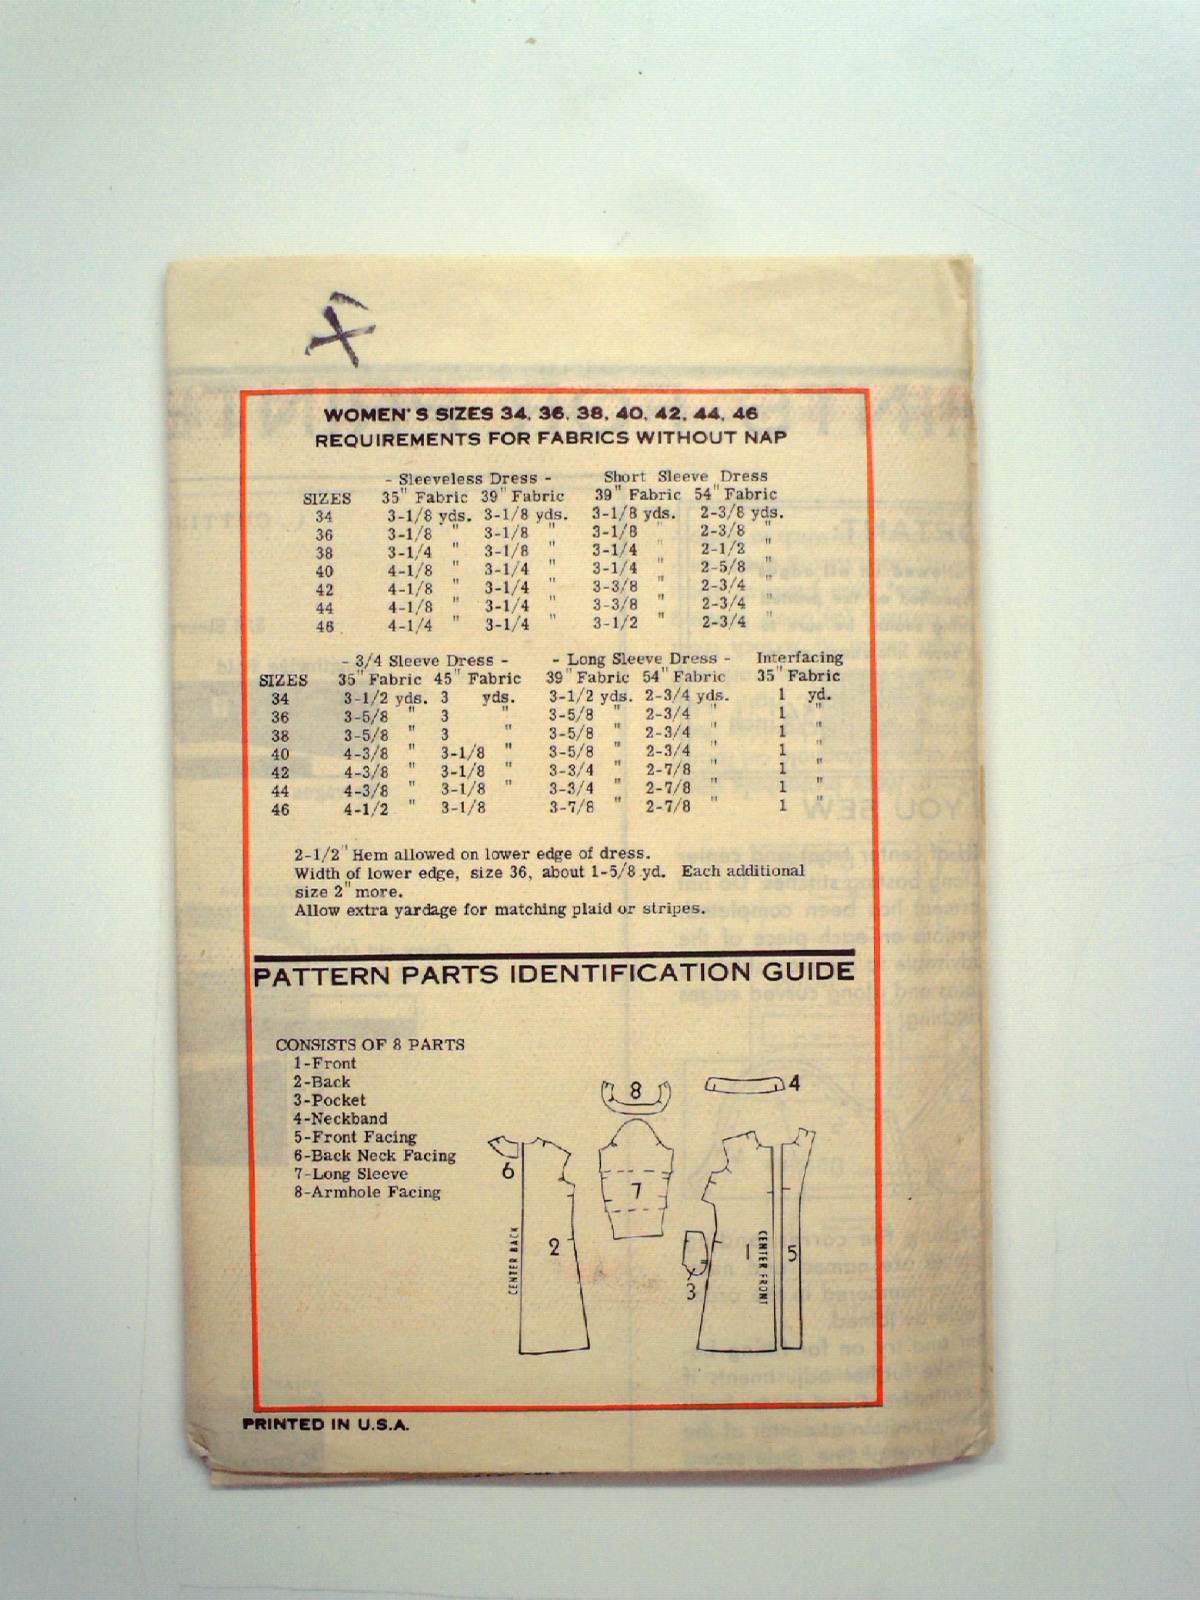 WOMEN'S SIZES 34, 36, 38, 40, 42, 44, 46
REQUIREMENTS FOR FABRICS WITHOUT NAP
- Sleeveless Dress - Short Sleeve Dress
SIZES 35" Fabric 39" Fabric 39" Fabric 54" Fabric
34 3-1/8 yds. 3-1/8 yds. 3-1/8 yds. 2-3/8 yds.
36 3-1/8 " 3-1/8 " 3-1/8 " 2-3/8 "
38 3-1/4 " 3-1/8 " 3-1/4 " 2-1/2 "
40 4-1/8 " 3-1/4 " 3-1/4 " 2-5/8 "
42 4-1/8 " 3-1/4 " 3-3/8 " 2-3/4 "
44 4-1/8 " 3-1/4 " 3-3/8 " 2-3/4 "
46 4-1/4 " 3-1/4 " 3-1/2 " 2-3/4 "
- 3/4 Sleeve Dress - - Long Sleeve Dress - Interfacing
SIZES 35" Fabric 45" Fabric 39" Fabric 54" Fabric 35" Fabric
34 3-1/2 yds. 3 yds. 3-1/2 yds. 2-3/4 yds. 1 yd.
36 3-5/8 " 3 " 3-5/8 " 2-3/4 " 1 "
38 3-5/8 " 3 " 3-5/8 " 2-3/4 " 1 "
40 4-3/8 " 3-1/8 " 3-5/8 " 2-3/4 " 1 "
42 4-3/8 " 3-1/8 " 3-3/4 " 2-7/8 " 1 "
44 4-3/8 " 3-1/8 " 3-3/4 " 2-7/8 " 1 "
46 4-1/2 " 3-1/8 3-7/8 " 2-7/8 " 1 "
2-1/2" Hem allowed on lower edge of dress.
Width of lower edge, size 36, about 1-5/8 yd. Each additional
size 2" more.
Allow extra yardage for matching plaid or stripes.
PATTERN PARTS IDENTIFICATION GUIDE
CONSISTS OF 8 PARTS
1-Front
2-Back
3-Pocket
4-Neckband
5-Front Facing
6-Back Neck Facing
7-Long Sleeve
8-Armhole Facing
8
4
6
7
2
CENTER BACK
1
CENTER FRONT
5
3
PRINTED IN U.S.A.